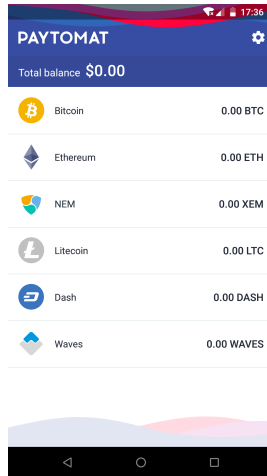 17:36
PAYTOMAT
Total balance $0.00
Bitcoin 0.00 BTC
Ethereum 0.00 ETH
NEM 0.00 XEM
Litecoin 0.00 LTC
Dash 0.00 DASH
Waves 0.00 WAVES